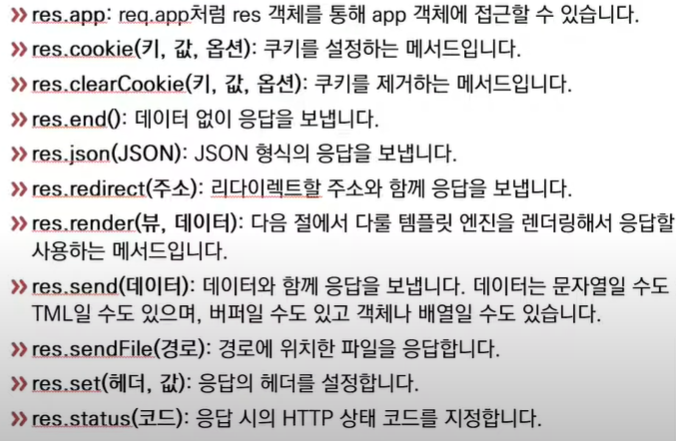 » res.app: req.app처럼 res 객체를 통해 app 객체에 접근할 수 있습니다.
» res.cookie(키, 값, 옵션): 쿠키를 설정하는 메서드입니다.
» res.clearCookie(키, 값, 옵션): 쿠키를 제거하는 메서드입니다.
» res.end(): 데이터 없이 응답을 보냅니다.
» res.json(JSON): JSON 형식의 응답을 보냅니다.
» res.redirect(주소): 리다이렉트할 주소와 함께 응답을 보냅니다.
» res.render(뷰, 데이터): 다음 절에서 다룰 템플릿 엔진을 렌더링해서 응답할
사용하는 메서드입니다.
» res.send(데이터): 데이터와 함께 응답을 보냅니다. 데이터는 문자열일 수도
TML일 수도 있으며, 버퍼일 수도 있고 객체나 배열일 수도 있습니다.
» res.sendFile(경로): 경로에 위치한 파일을 응답합니다.
» res.set(헤더, 값): 응답의 헤더를 설정합니다.
» res.status(코드): 응답 시의 HTTP 상태 코드를 지정합니다.